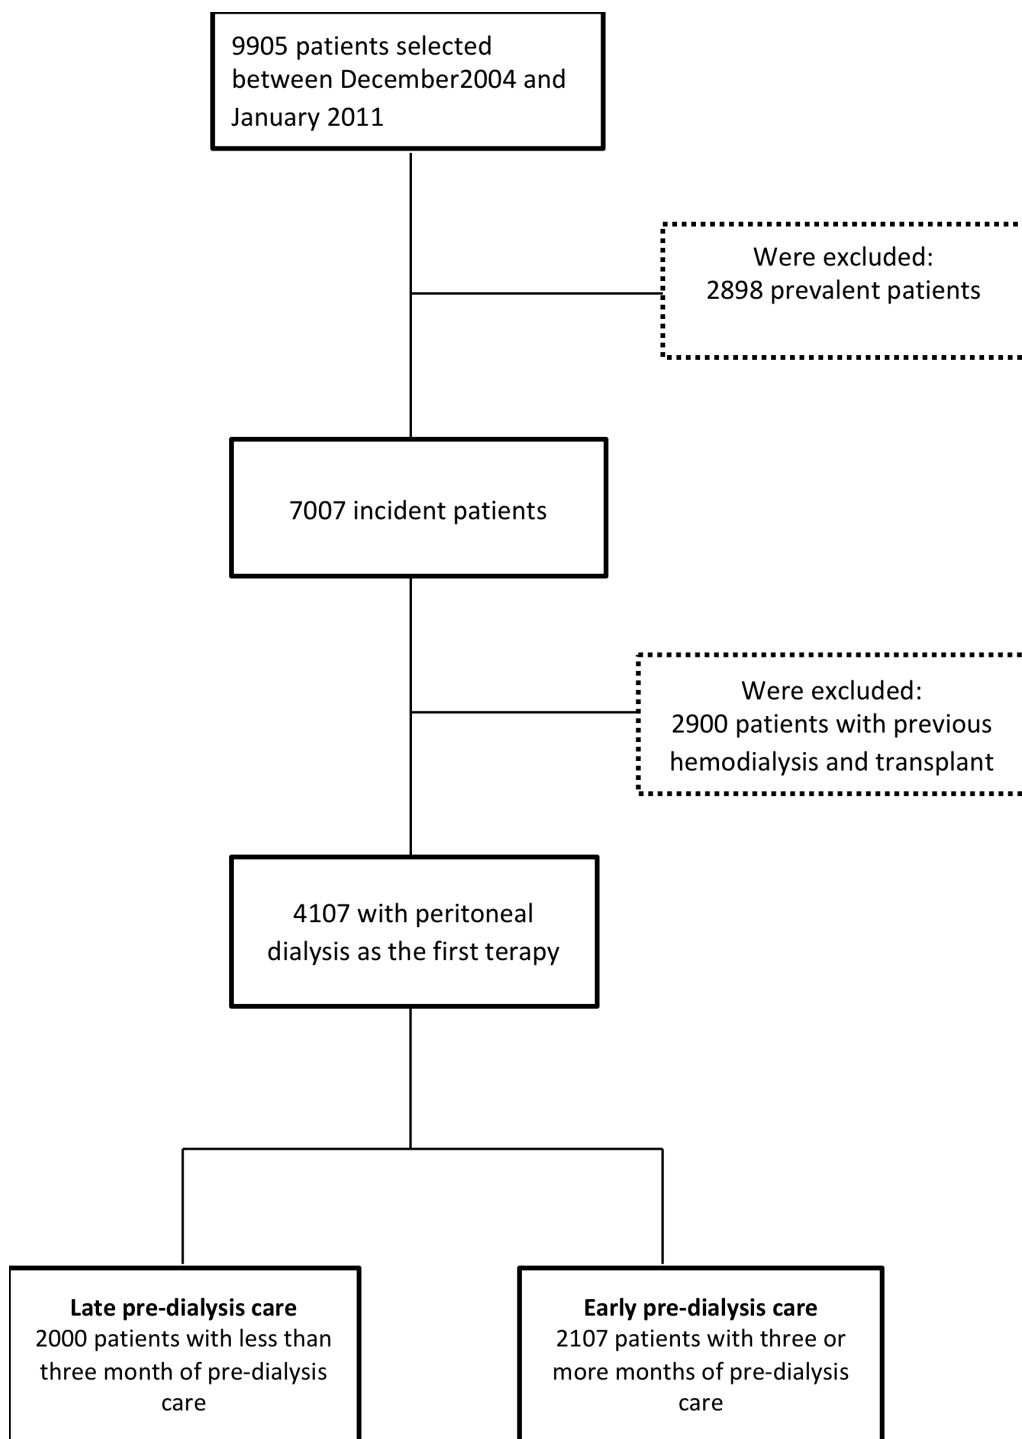 9905 patients selected
between December2004 and
January 2011
Were excluded:
2898 prevalent patients
7007 incident patients
Were excluded:
2900 patients with previous
hemodialysis and transplant
4107 with peritoneal
dialysis as the first terapy
Late pre-dialysis care
2000 patients with less than
three month of pre-dialysis
care
Early pre-dialysis care
2107 patients with three or
more months of pre-dialysis
care